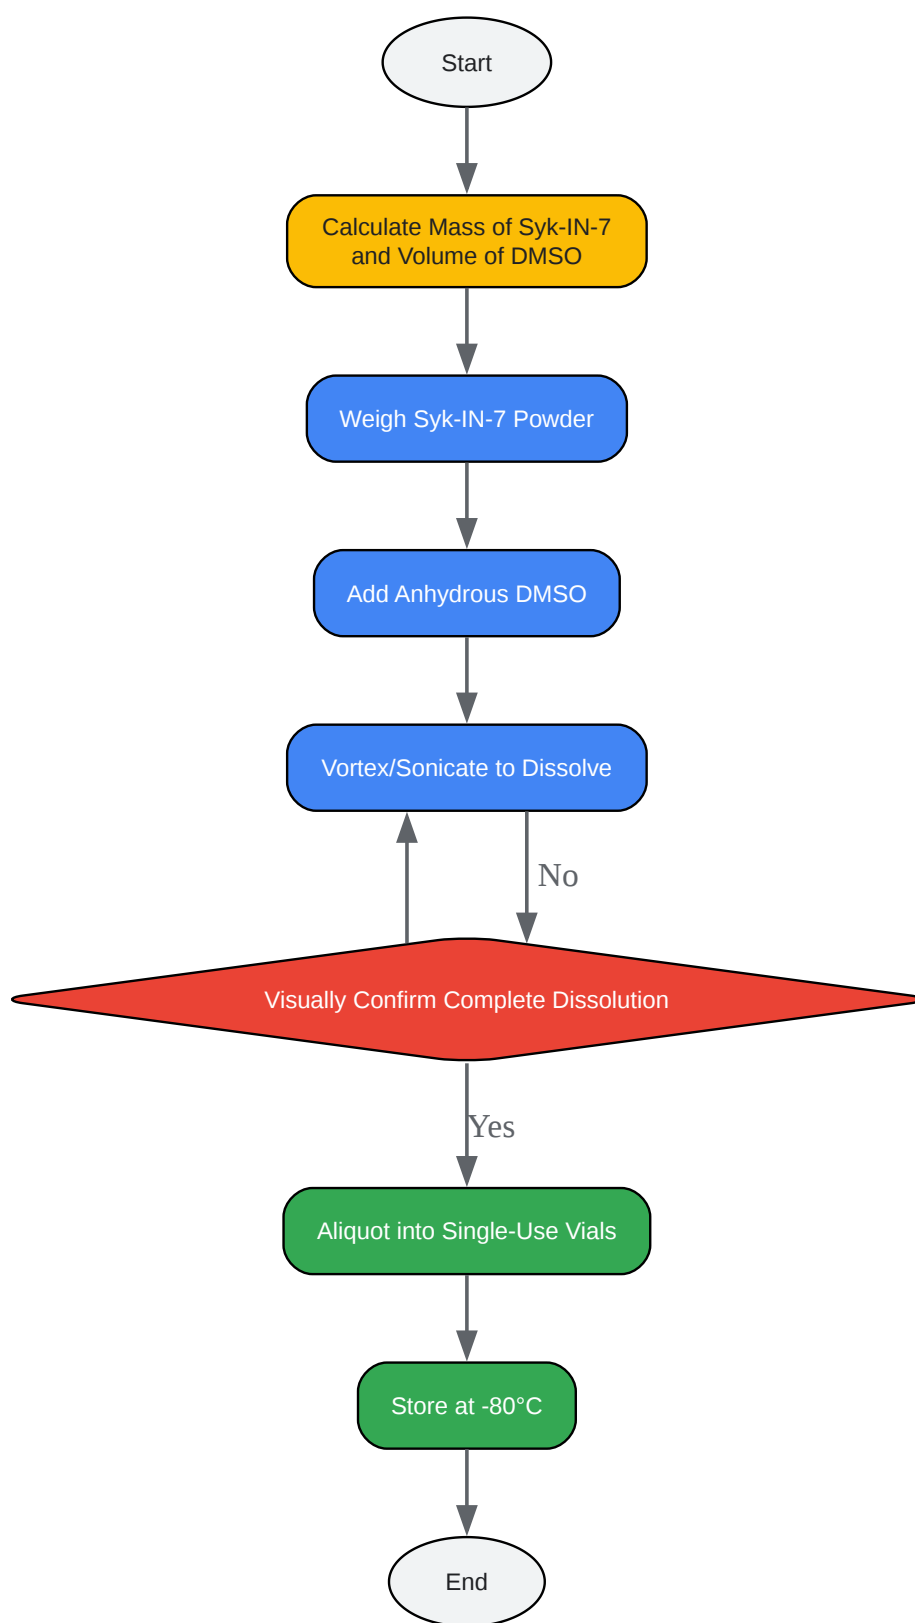 Start
Calculate Mass of Syk-IN-7
and Volume of DMSO
Weigh Syk-IN-7 Powder
Add Anhydrous DMSO
Vortex/Sonicate to Dissolve
No
Visually Confirm Complete Dissolution
Yes
Aliquot into Single-Use Vials
Store at -80°C
End